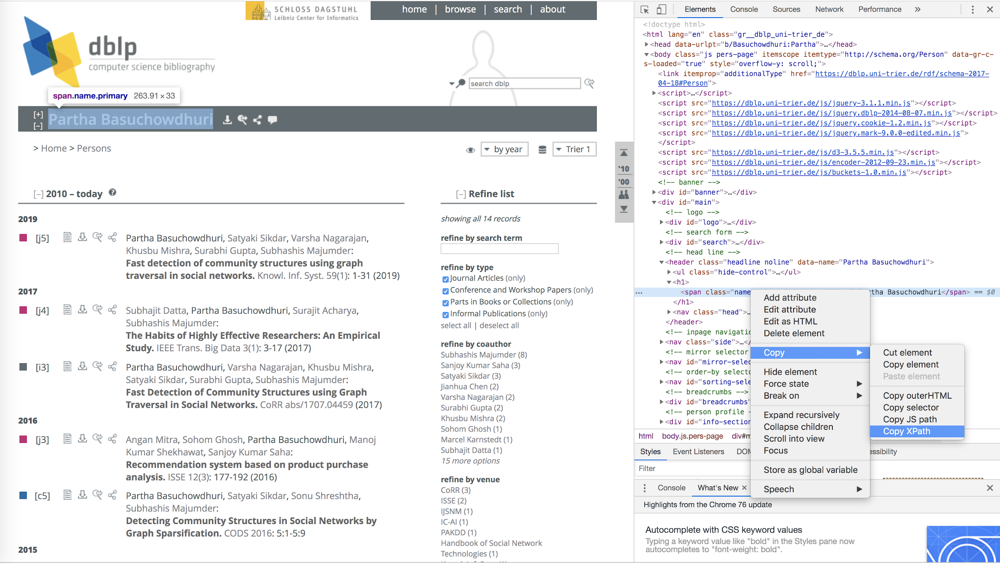 SCHLOSS DAGSTUHL
Leibniz Center for Informatics
home | browse | search | about
dblp
computer science bibliography
search dblp
span.name.primary 263.91 × 33
[+]
[–]
Partha Basuchowdhuri
> Home > Persons
by year
Trier 1
[–] 2010 – today
2019
[j5]
Partha Basuchowdhuri, Satyaki Sikdar, Varsha Nagarajan,
Khusbu Mishra, Surabhi Gupta, Subhashis Majumder:
Fast detection of community structures using graph
traversal in social networks. Knowl. Inf. Syst. 59(1): 1-31 (2019)
2017
[j4]
Subhajit Datta, Partha Basuchowdhuri, Surajit Acharya,
Subhashis Majumder:
The Habits of Highly Effective Researchers: An Empirical
Study. IEEE Trans. Big Data 3(1): 3-17 (2017)
[i3]
Partha Basuchowdhuri, Varsha Nagarajan, Khusbu Mishra,
Satyaki Sikdar, Surabhi Gupta, Subhashis Majumder:
Fast Detection of Community Structures using Graph
Traversal in Social Networks. CoRR abs/1707.04459 (2017)
2016
[j3]
Angan Mitra, Sohom Ghosh, Partha Basuchowdhuri, Manoj
Kumar Shekhawat, Sanjoy Kumar Saha:
Recommendation system based on product purchase
analysis. ISSE 12(3): 177-192 (2016)
[c5]
Partha Basuchowdhuri, Satyaki Sikdar, Sonu Shreshtha,
Subhashis Majumder:
Detecting Community Structures in Social Networks by
Graph Sparsification. CODS 2016: 5:1-5:9
2015
[–] Refine list
showing all 14 records
refine by search term
refine by type
Journal Articles (only)
Conference and Workshop Papers (only)
Parts in Books or Collections (only)
Informal Publications (only)
select all | deselect all
refine by coauthor
Subhashis Majumder (8)
Sanjoy Kumar Saha (3)
Satyaki Sikdar (3)
Jianhua Chen (2)
Varsha Nagarajan (2)
Surabhi Gupta (2)
Khusbu Mishra (2)
Sohom Ghosh (1)
Marcel Karnstedt (1)
Subhajit Datta (1)
15 more options
refine by venue
CoRR (3)
ISSE (2)
IJSNM (1)
IC-AI (1)
PAKDD (1)
Handbook of Social Network
Technologies (1)
'10
'00
Elements Console Sources Network Performance »
<!doctype html>
<html lang="en" class="gr__dblp_uni-trier_de">
<head data-urlpt="b/Basuchowdhuri:Partha">…</head>
<body class="js pers-page" itemscope itemtype="http://schema.org/Person" data-gr-c-
s-loaded="true" style="overflow-y: scroll;">
<link itemprop="additionalType" href="https://dblp.uni-trier.de/rdf/schema-2017-
04-18#Person">
<script>…</script>
<script src="https://dblp.uni-trier.de/js/jquery-3.1.1.min.js"></script>
<script src="https://dblp.uni-trier.de/js/jquery.dblp-2014-08-07.min.js"></script>
<script src="https://dblp.uni-trier.de/js/jquery.cookie-1.2.min.js"></script>
<script src="https://dblp.uni-trier.de/js/jquery.mark-9.0.0-edited.min.js">
</script>
<script src="https://dblp.uni-trier.de/js/d3-3.5.5.min.js"></script>
<script src="https://dblp.uni-trier.de/js/encoder-2012-09-23.min.js"></script>
<script src="https://dblp.uni-trier.de/js/buckets-1.0.min.js"></script>
<!-- banner -->
<div id="banner">…</div>
<div id="main">
<!-- logo -->
<div id="logo">…</div>
<!-- search form -->
<div id="search">…</div>
<!-- head line -->
<header class="headline noline" data-name="Partha Basuchowdhuri">
<ul class="hide-control">…</ul>
<h1>
<span class="name tha Basuchowdhuri</span> == $0
</h1>
<nav class="head">…
</header>
<!-- inpage navigatio
<nav class="side">…</
<!-- mirror selector
<nav id="mirror-selec
<!-- order-by selecto
<nav id="sorting-sele
<!-- breadcrumbs -->
<div id="breadcrumbs"
<!-- person profile -
<div id="info-section
Add attribute
Edit attribute
Edit as HTML
Delete element
Copy
Hide element
Force state
Break on
Expand recursively
Collapse children
Scroll into view
Focus
Store as global variable
Speech
Cut element
Copy element
Paste element
Copy outerHTML
Copy selector
Copy JS path
Copy XPath
html body.js.pers-page div#m
Styles Event Listeners DOM essibility
Filter
Console What's New
Highlights from the Chrome 76 update
Autocomplete with CSS keyword values
Typing a keyword value like "bold" in the Styles pane now
autocompletes to "font-weight: bold".